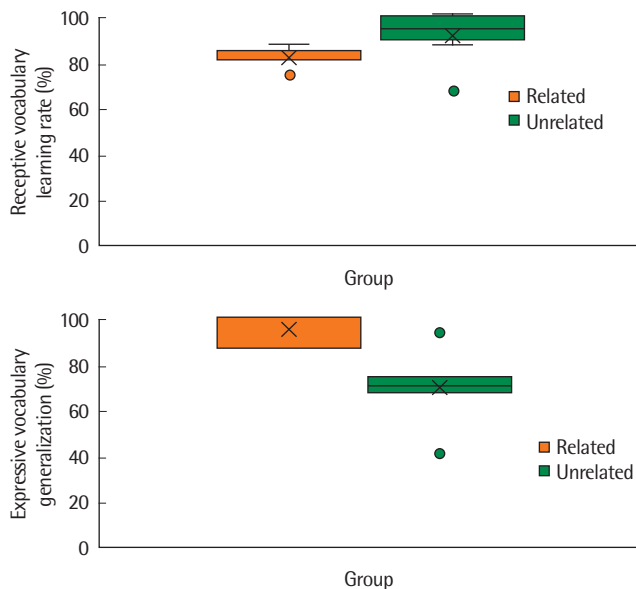 Receptive vocabulary
learning rate (%)
100
80
60
40
20
0
Related
Unrelated
Group
Expressive vocabulary
generalization (%)
100
80
60
40
20
0
Related
Unrelated
Group